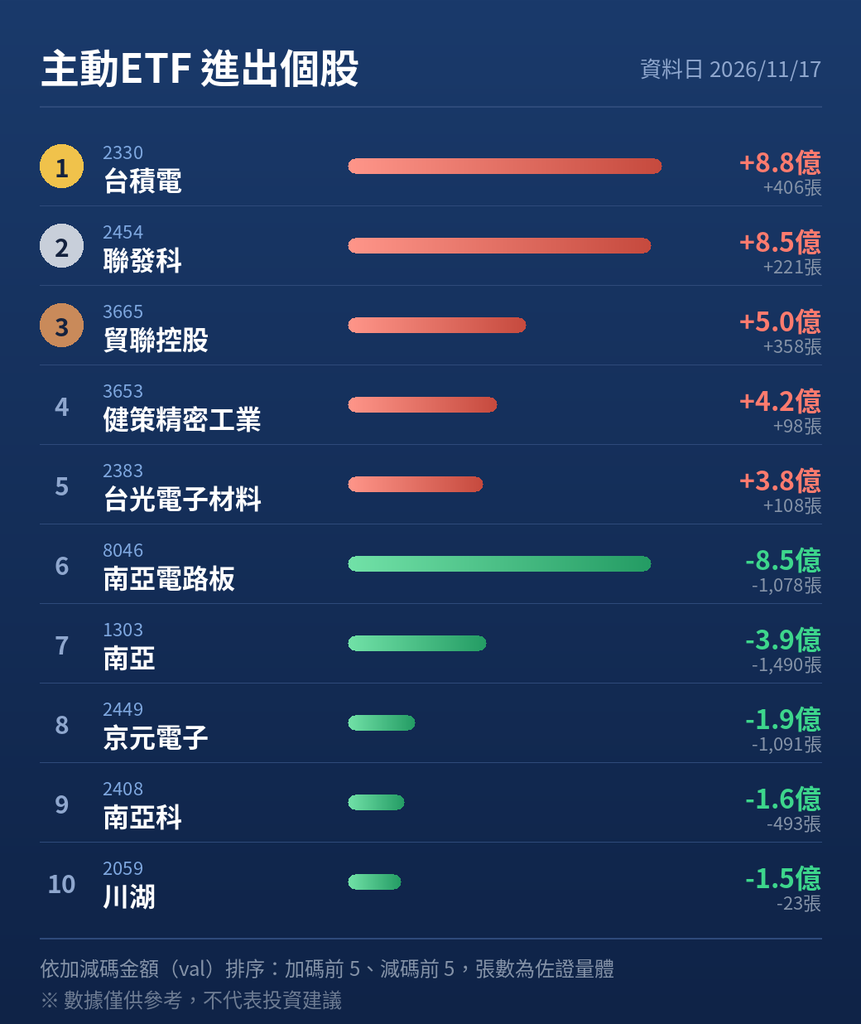 主動ETF 進出個股
資料日 2026/11/17
1
2330
台積電
+8.8億
+406張
2
2454
聯發科
+8.5億
+221張
3
3665
貿聯控股
+5.0億
+358張
4
3653
健策精密工業
+4.2億
+98張
5
2383
台光電子材料
+3.8億
+108張
6
8046
南亞電路板
-8.5億
-1,078張
7
1303
南亞
-3.9億
-1,490張
8
2449
京元電子
-1.9億
-1,091張
9
2408
南亞科
-1.6億
-493張
10
2059
川湖
-1.5億
-23張
依加減碼金額（val）排序：加碼前 5、減碼前 5，張數為佐證量體
※ 數據僅供參考，不代表投資建議